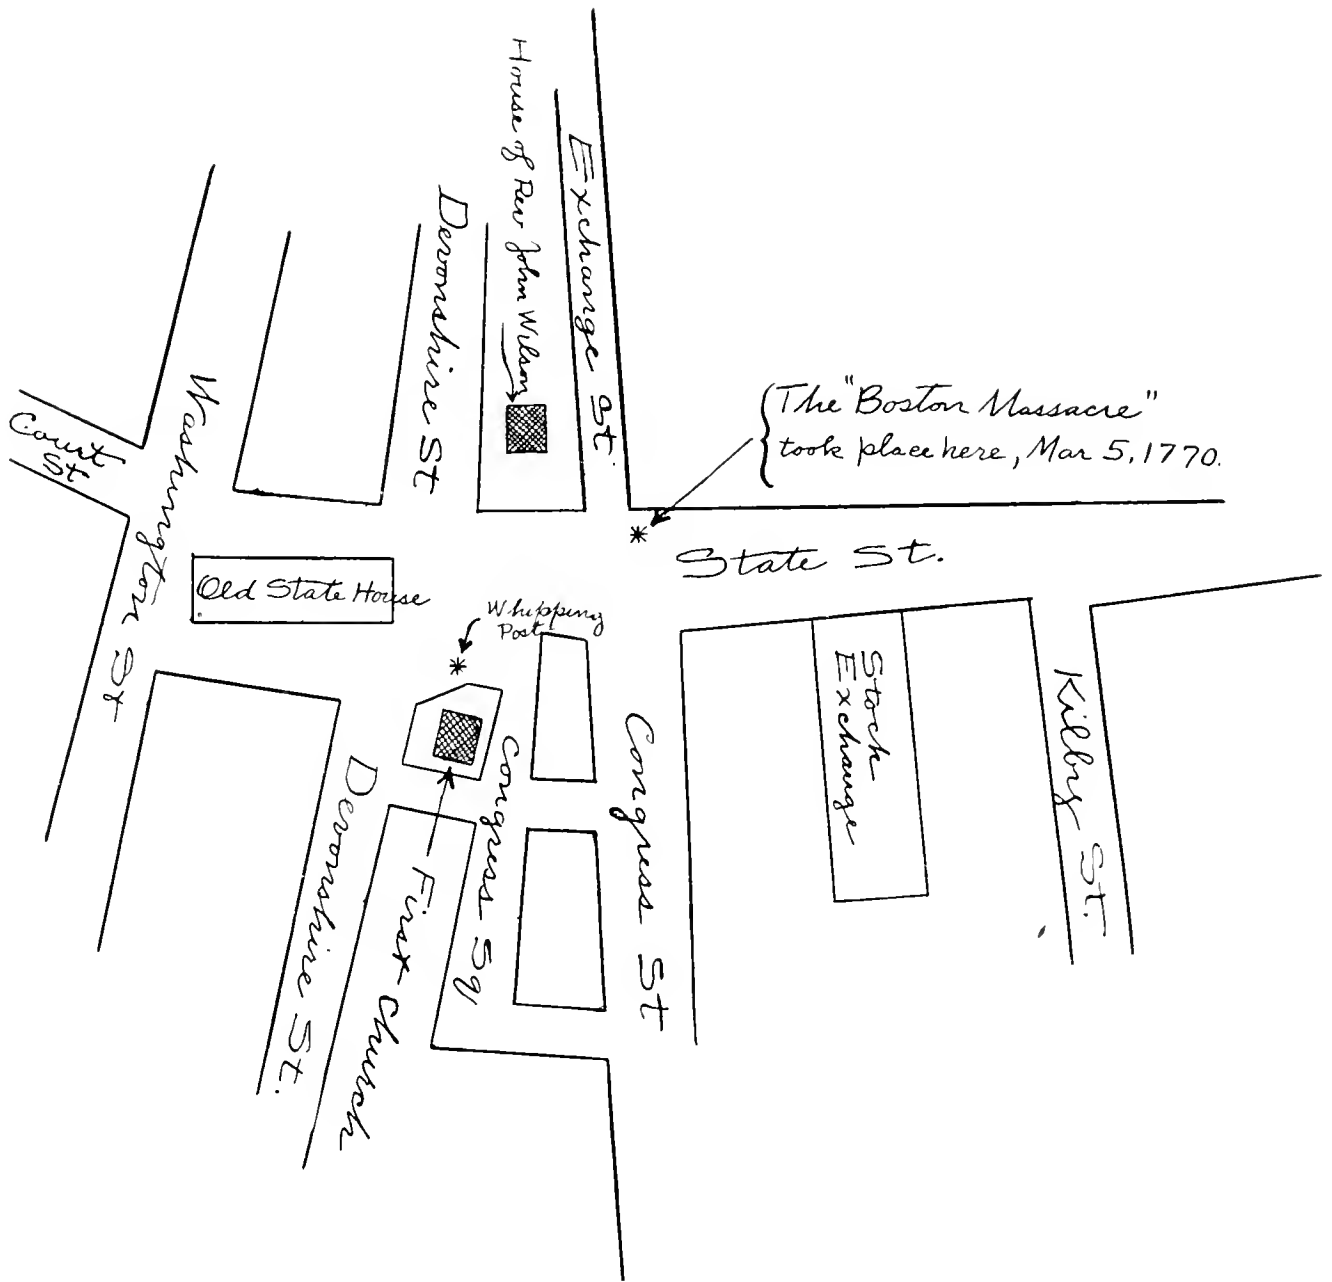 House of Rev John Wilson
Exchange St.
Devonshire St
Washington St
Court
St
The "Boston Massacre"
took place here, Mar 5, 1770.
State St.
Old State House
Whipping
Post
Stock
Exchange
Kilby St.
Congress St
Congress Sq
Devonshire St.
First Church